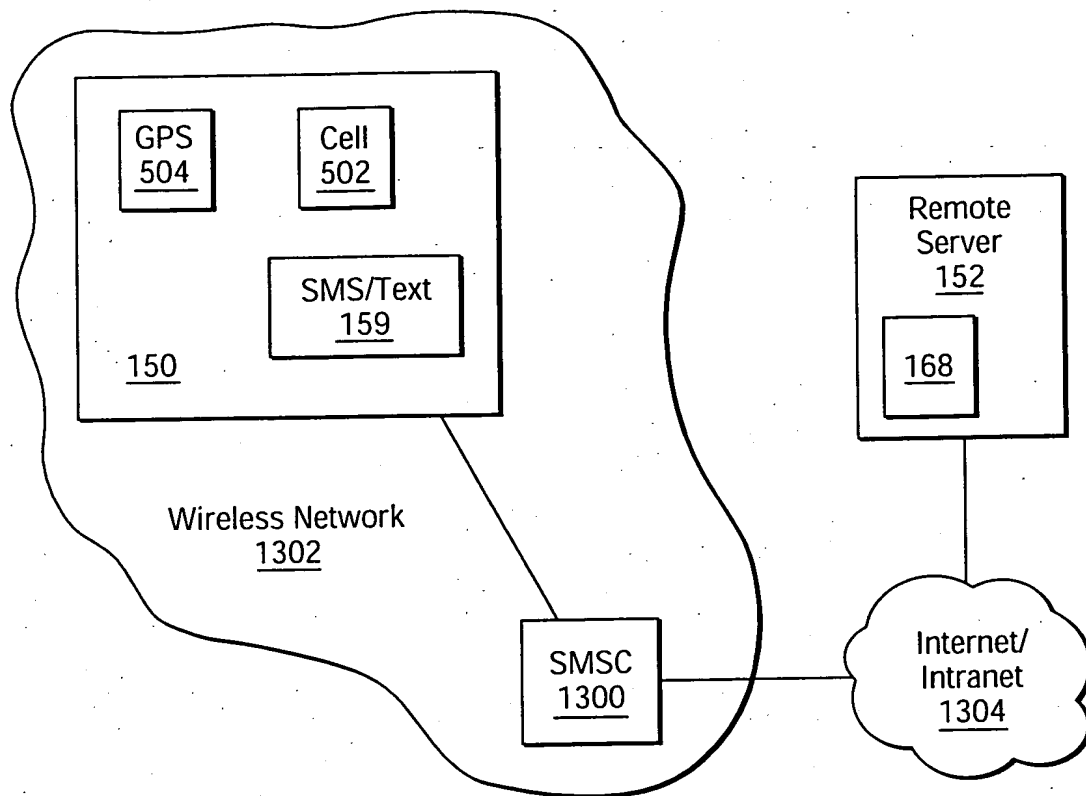 GPS
504
Cell
502
SMS/Text
159
150
Wireless Network
1302
SMSC
1300
Remote
Server
152
168
Internet/
Intranet
1304